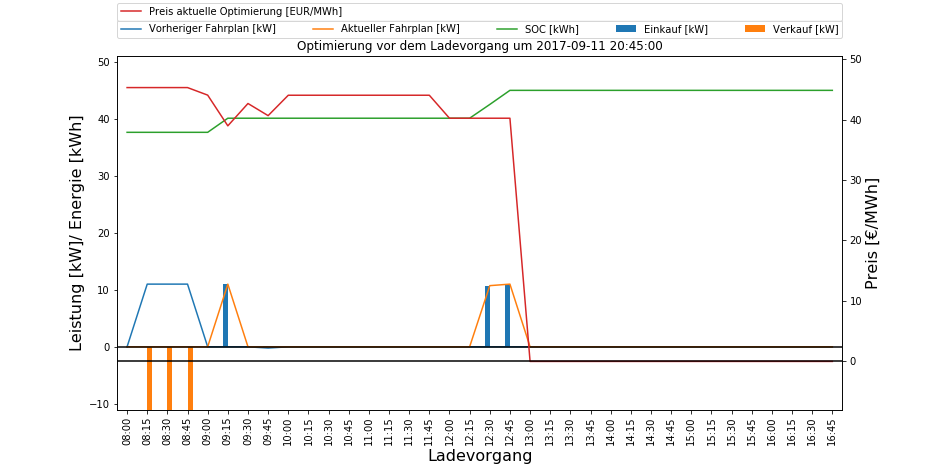 Preis aktuelle Optimierung [EUR/MWh]
Vorheriger Fahrplan [kW] Aktueller Fahrplan [kW] SOC [kWh] Einkauf [kW] Verkauf [kW]
Optimierung vor dem Ladevorgang um 2017-09-11 20:45:00
Leistung [kW]/ Energie [kWh]
50
40
30
20
10
0
−10
50
40
30
20
10
0
Preis [€/MWh]
08:00 08:15 08:30 08:45 09:00 09:15 09:30 09:45 10:00 10:15 10:30 10:45 11:00 11:15 11:30 11:45 12:00 12:15 12:30 12:45 13:00 13:15 13:30 13:45 14:00 14:15 14:30 14:45 15:00 15:15 15:30 15:45 16:00 16:15 16:30 16:45
Ladevorgang